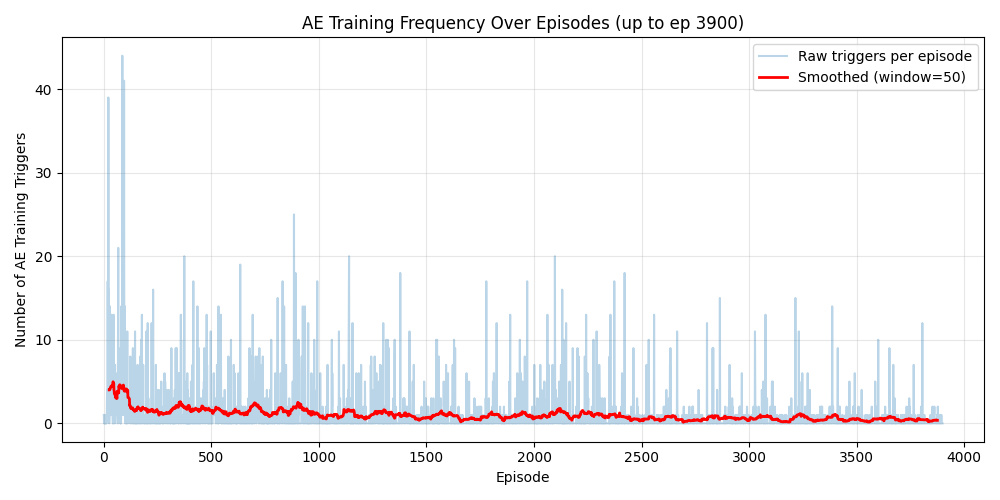 AE Training Frequency Over Episodes (up to ep 3900)
Raw triggers per episode
Smoothed (window=50)
Number of AE Training Triggers
40
30
20
10
0
0 500 1000 1500 2000 2500 3000 3500 4000
Episode